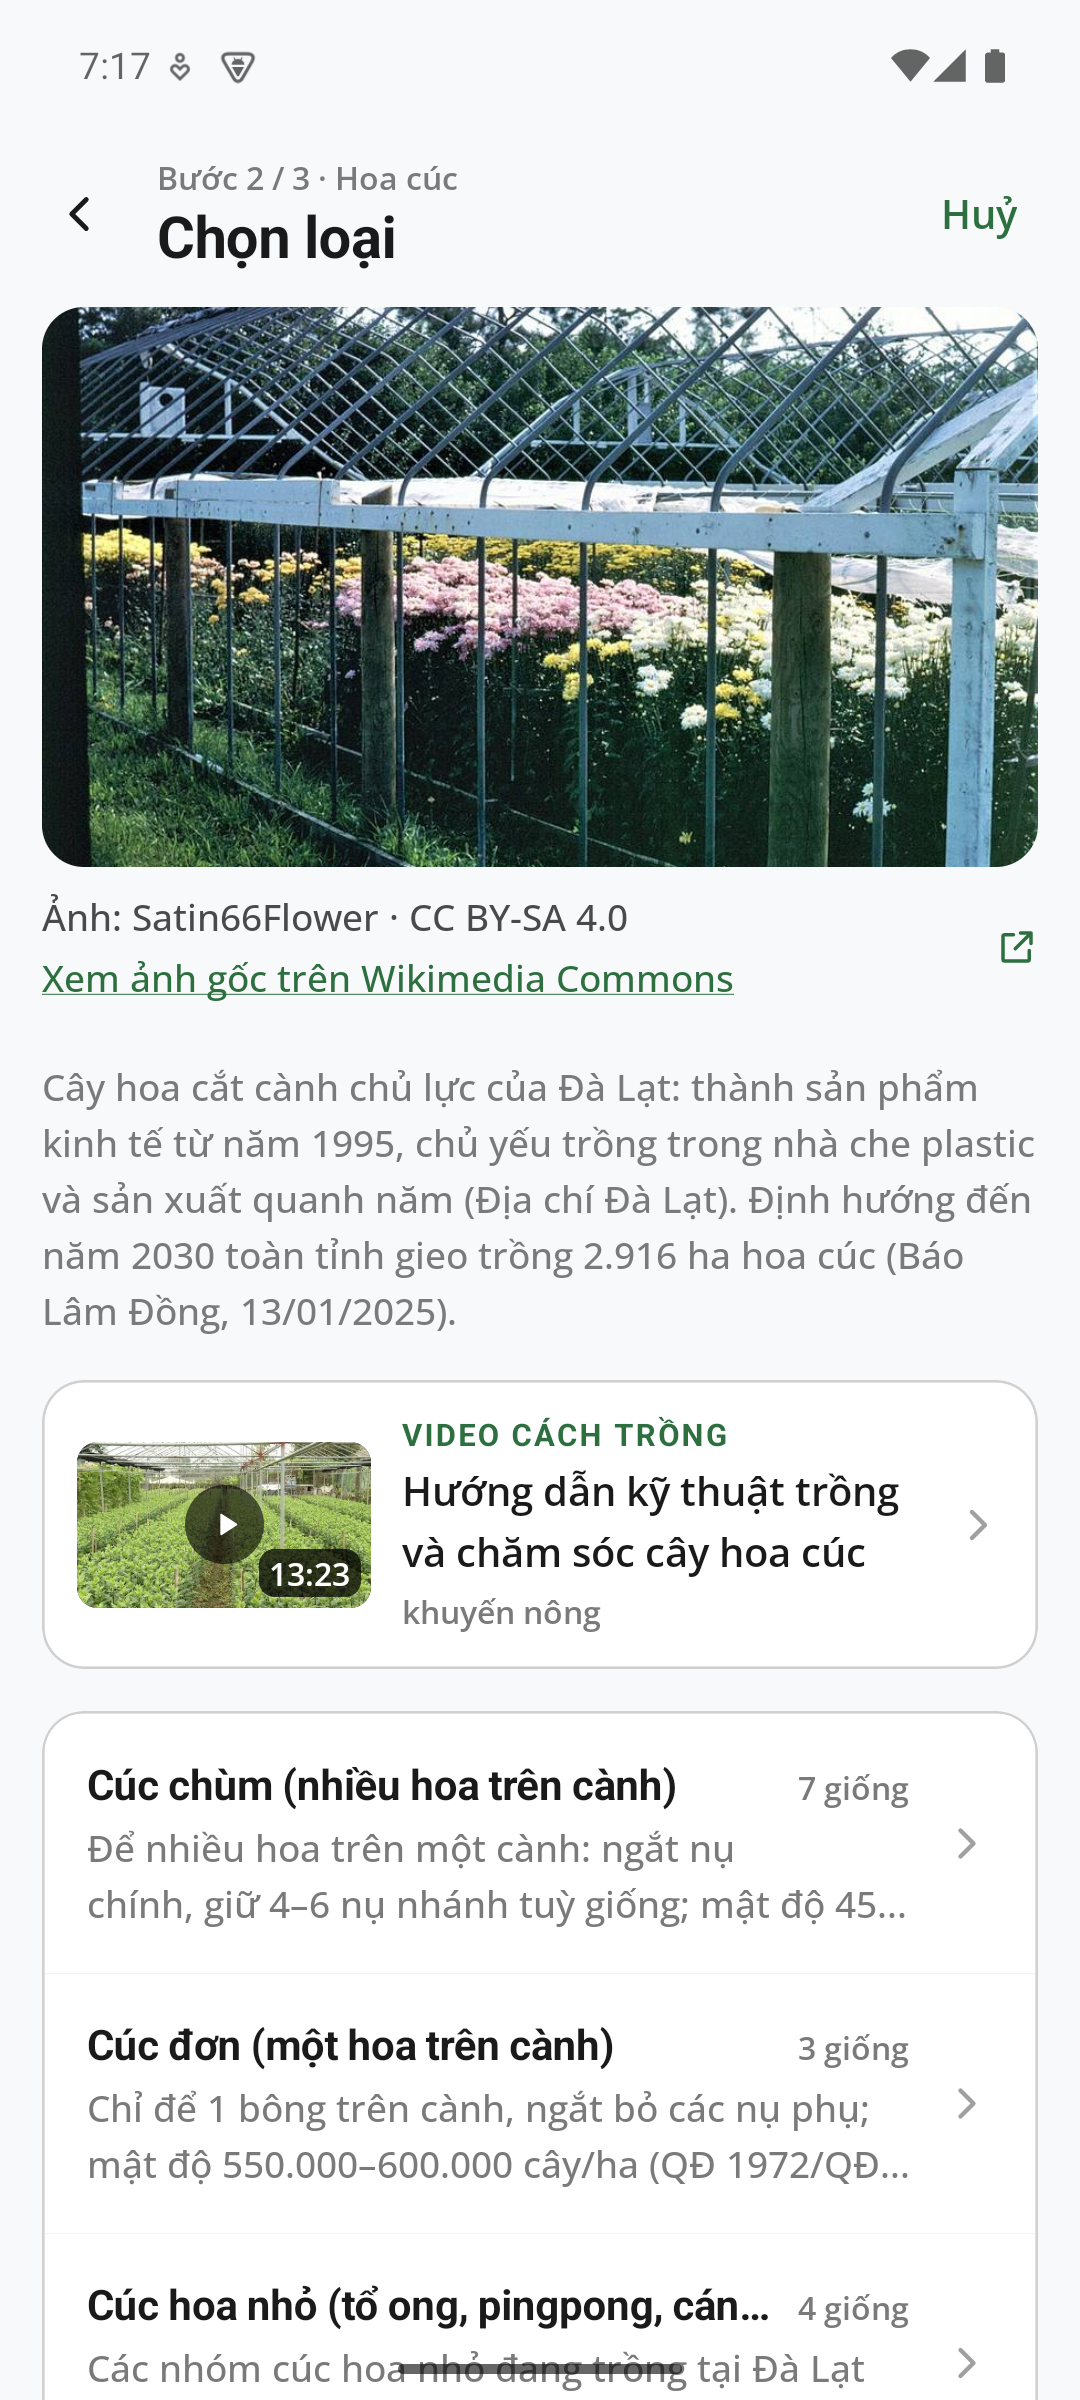 7:17
Bước 2 / 3 · Hoa cúc
Chọn loại
Huỷ
Ảnh: Satin66Flower · CC BY-SA 4.0
Xem ảnh gốc trên Wikimedia Commons
Cây hoa cắt cành chủ lực của Đà Lạt: thành sản phẩm
kinh tế từ năm 1995, chủ yếu trồng trong nhà che plastic
và sản xuất quanh năm (Địa chí Đà Lạt). Định hướng đến
năm 2030 toàn tỉnh gieo trồng 2.916 ha hoa cúc (Báo
Lâm Đồng, 13/01/2025).
VIDEO CÁCH TRỒNG
Hướng dẫn kỹ thuật trồng
và chăm sóc cây hoa cúc
13:23
khuyến nông
Cúc chùm (nhiều hoa trên cành)
7 giống
Để nhiều hoa trên một cành: ngắt nụ
chính, giữ 4–6 nụ nhánh tuỳ giống; mật độ 45...
Cúc đơn (một hoa trên cành)
3 giống
Chỉ để 1 bông trên cành, ngắt bỏ các nụ phụ;
mật độ 550.000–600.000 cây/ha (QĐ 1972/QĐ...
Cúc hoa nhỏ (tổ ong, pingpong, cán...
4 giống
Các nhóm cúc hoa nhỏ đang trồng tại Đà Lạt